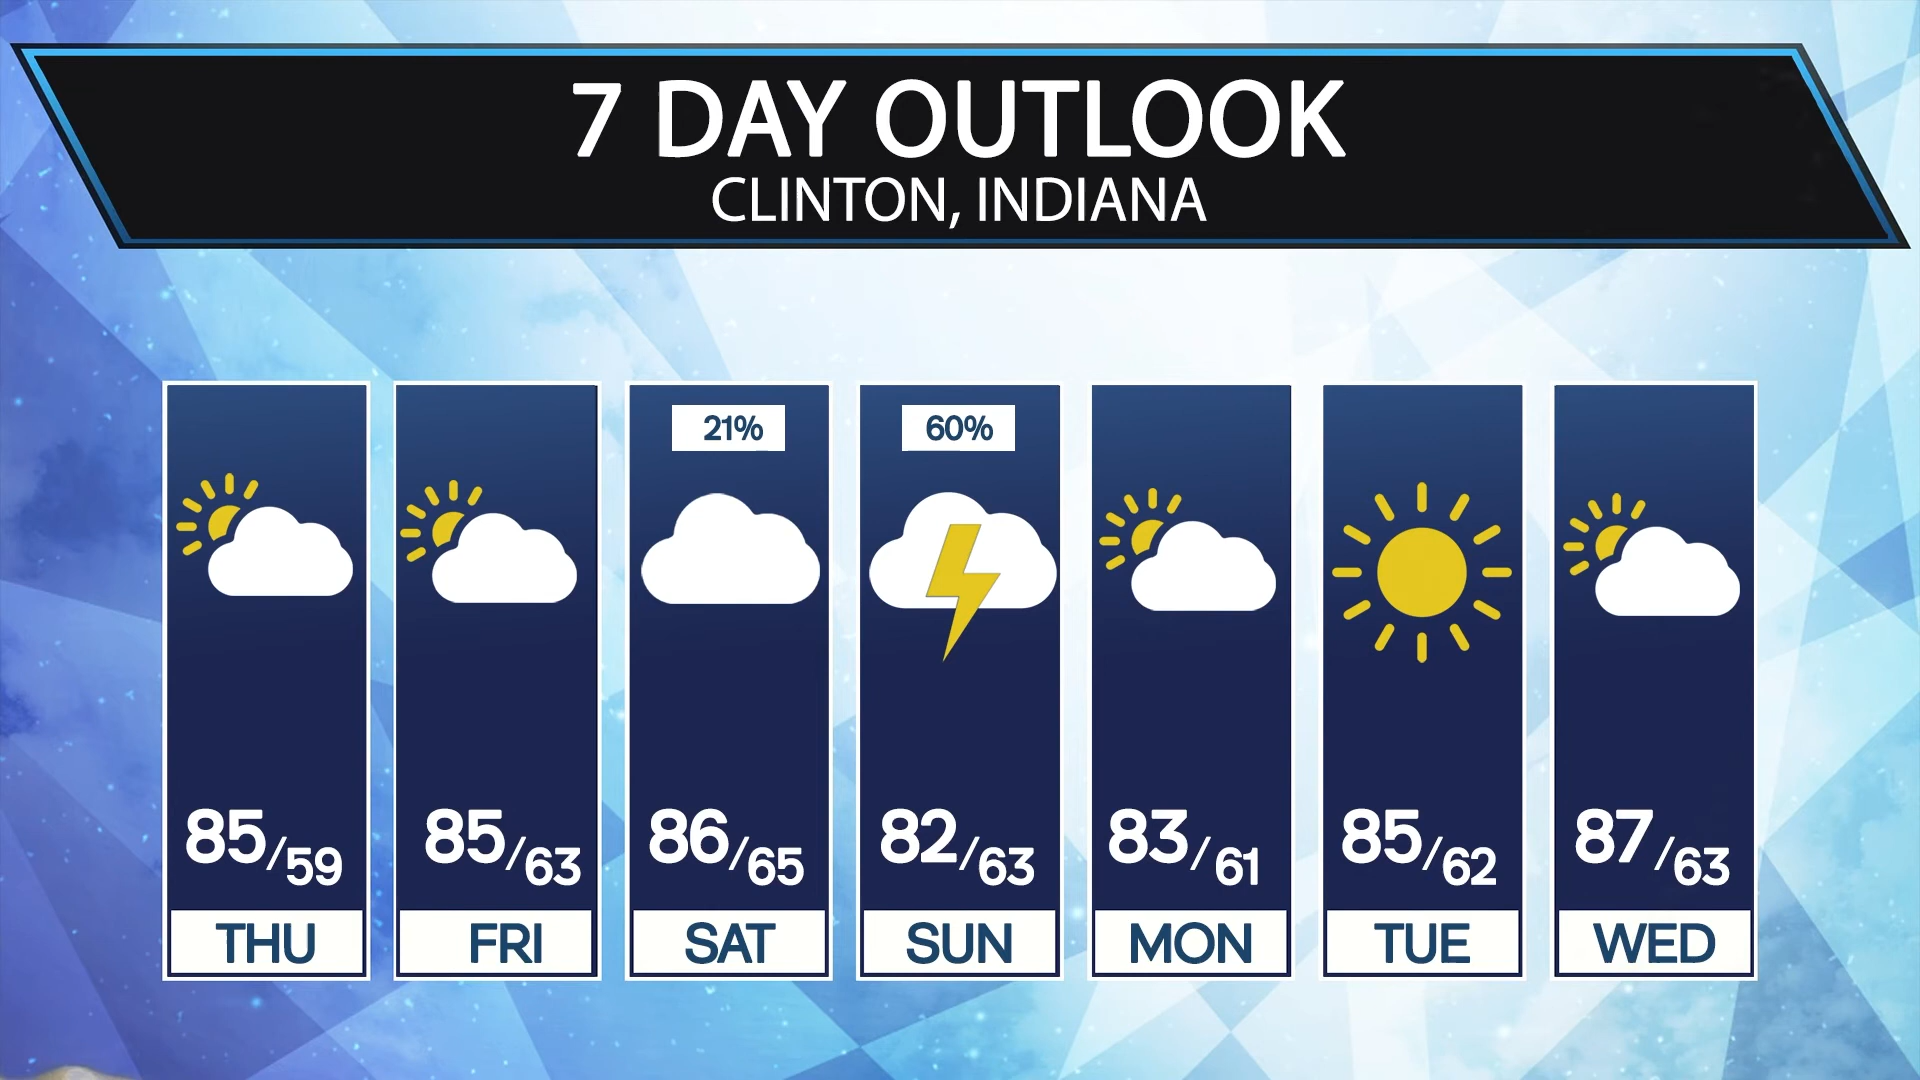 7 DAY OUTLOOK
CLINTON, INDIANA
21% 60%
85/59 85/63 86/65 82/63 83/61 85/62 87/63
THU FRI SAT SUN MON TUE WED